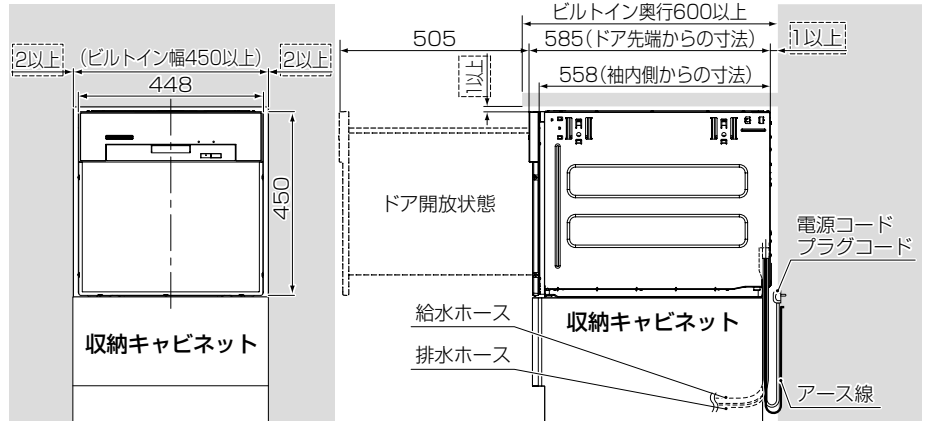 2以上
(ビルトイン幅450以上)
2以上
448
450
収納キャビネット
ビルトイン奥行600以上
505
585(ドア先端からの寸法)
1以上
1以上
558(袖内側からの寸法)
ドア開放状態
電源コード
プラグコード
給水ホース
収納キャビネット
排水ホース
アース線